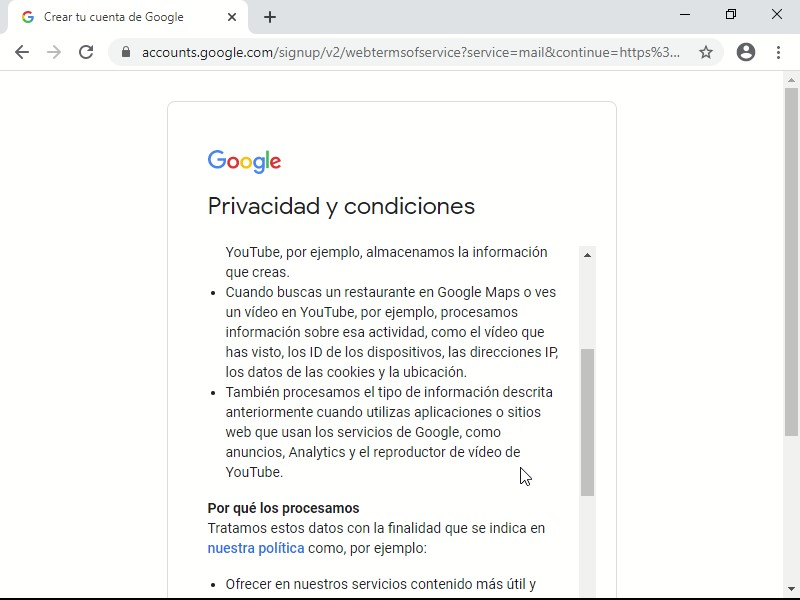 Crear tu cuenta de Google
accounts.google.com/signup/v2/webtermsofservice?service=mail&continue=https%3...
Google
Privacidad y condiciones
YouTube, por ejemplo, almacenamos la información
que creas.
• Cuando buscas un restaurante en Google Maps o ves
un vídeo en YouTube, por ejemplo, procesamos
información sobre esa actividad, como el vídeo que
has visto, los ID de los dispositivos, las direcciones IP,
los datos de las cookies y la ubicación.
• También procesamos el tipo de información descrita
anteriormente cuando utilizas aplicaciones o sitios
web que usan los servicios de Google, como
anuncios, Analytics y el reproductor de vídeo de
YouTube.
Por qué los procesamos
Tratamos estos datos con la finalidad que se indica en
nuestra política como, por ejemplo:
• Ofrecer en nuestros servicios contenido más útil y